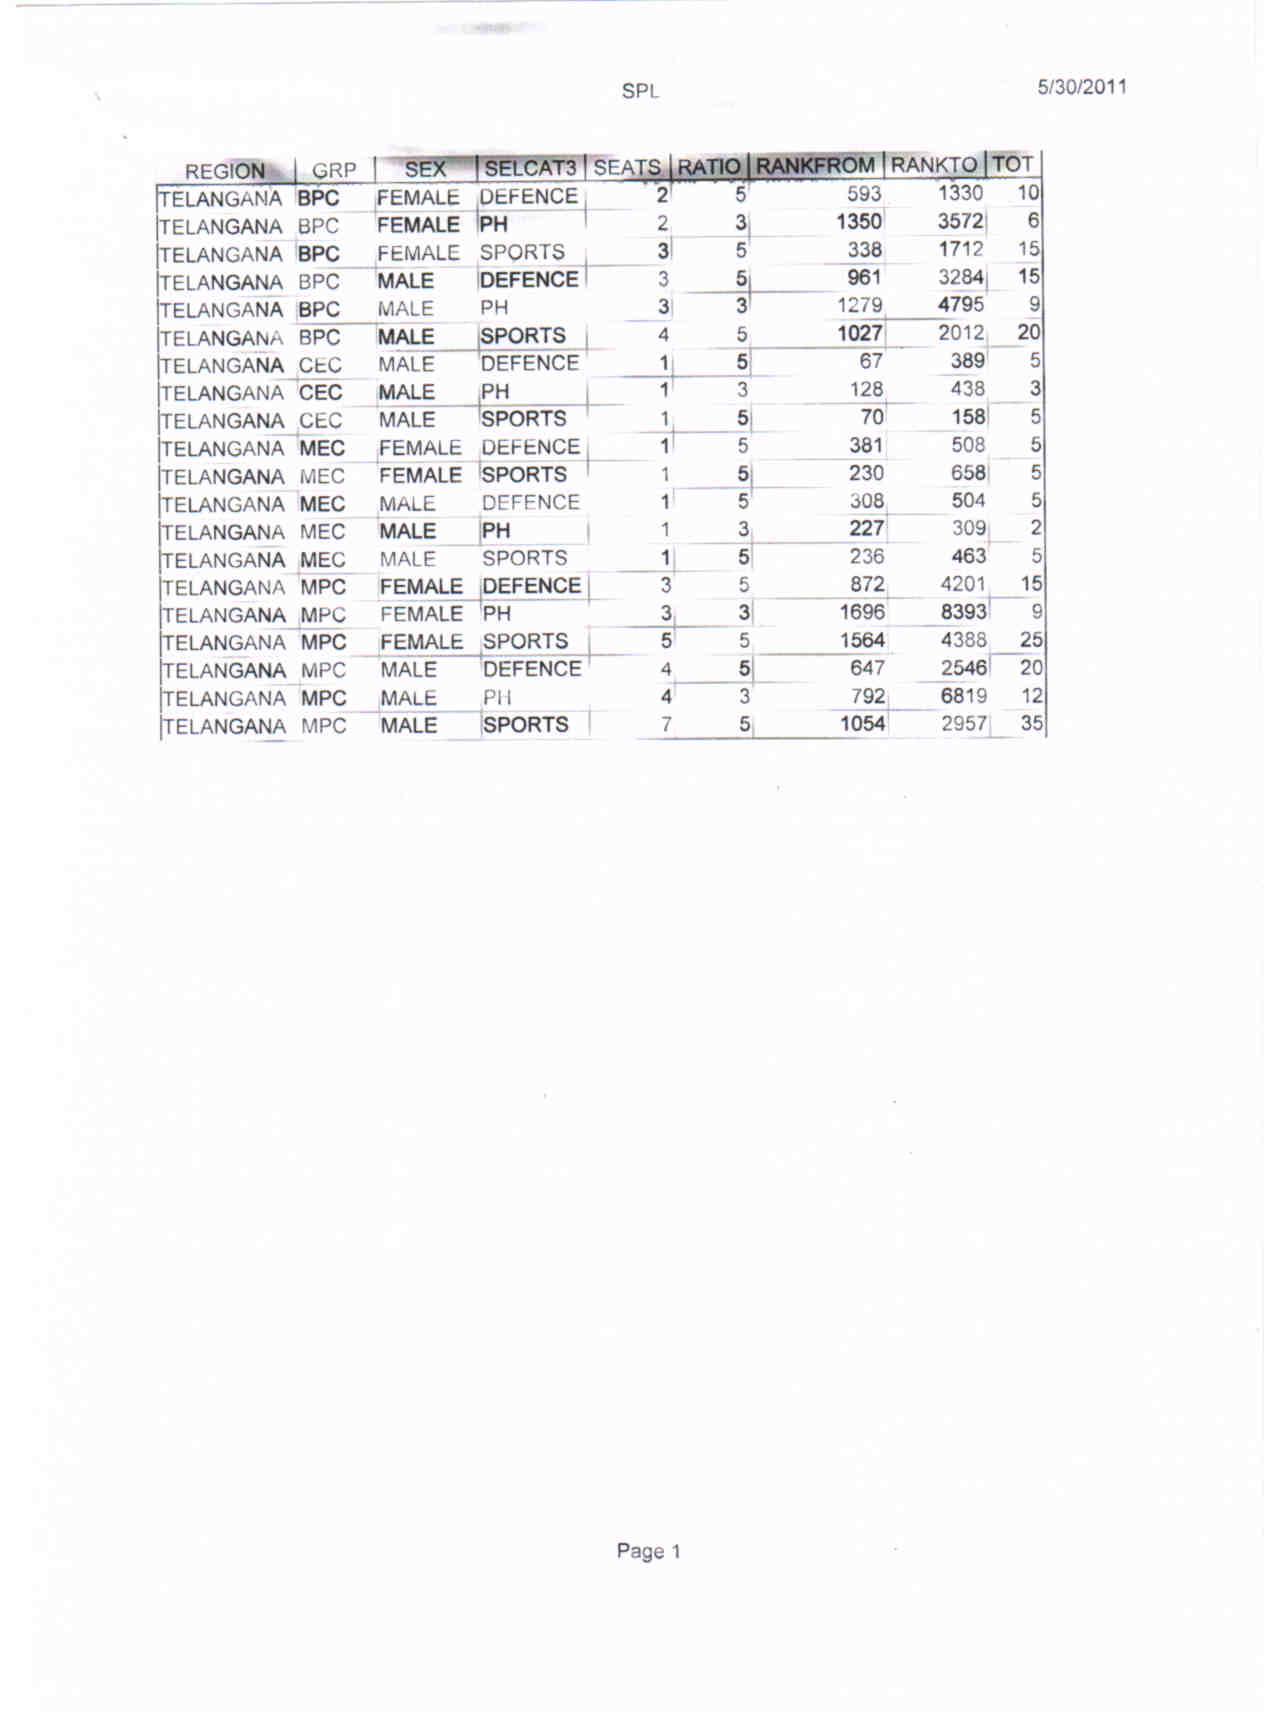 SPL 5/30/2011
REGION GRP SEX SELCAT3 SEATS RATIO RANKFROM RANKTO TOT
TELANGANA BPC FEMALE DEFENCE 2 5 593 1330 10
TELANGANA BPC FEMALE PH 2 3 1350 3572 6
TELANGANA BPC FEMALE SPORTS 3 5 338 1712 15
TELANGANA BPC MALE DEFENCE 3 5 961 3284 15
TELANGANA BPC MALE PH 3 3 1279 4795 9
TELANGANA BPC MALE SPORTS 4 5 1027 2012 20
TELANGANA CEC MALE DEFENCE 1 5 67 389 5
TELANGANA CEC MALE PH 1 3 128 438 3
TELANGANA CEC MALE SPORTS 1 5 70 158 5
TELANGANA MEC FEMALE DEFENCE 1 5 381 508 5
TELANGANA MEC FEMALE SPORTS 1 5 230 658 5
TELANGANA MEC MALE DEFENCE 1 5 308 504 5
TELANGANA MEC MALE PH 1 3 227 309 2
TELANGANA MEC MALE SPORTS 1 5 236 463 5
TELANGANA MPC FEMALE DEFENCE 3 5 872 4201 15
TELANGANA MPC FEMALE PH 3 3 1696 8393 9
TELANGANA MPC FEMALE SPORTS 5 5 1564 4388 25
TELANGANA MPC MALE DEFENCE 4 5 647 2546 20
TELANGANA MPC MALE PH 4 3 792 6819 12
TELANGANA MPC MALE SPORTS 7 5 1054 2957 35
Page 1